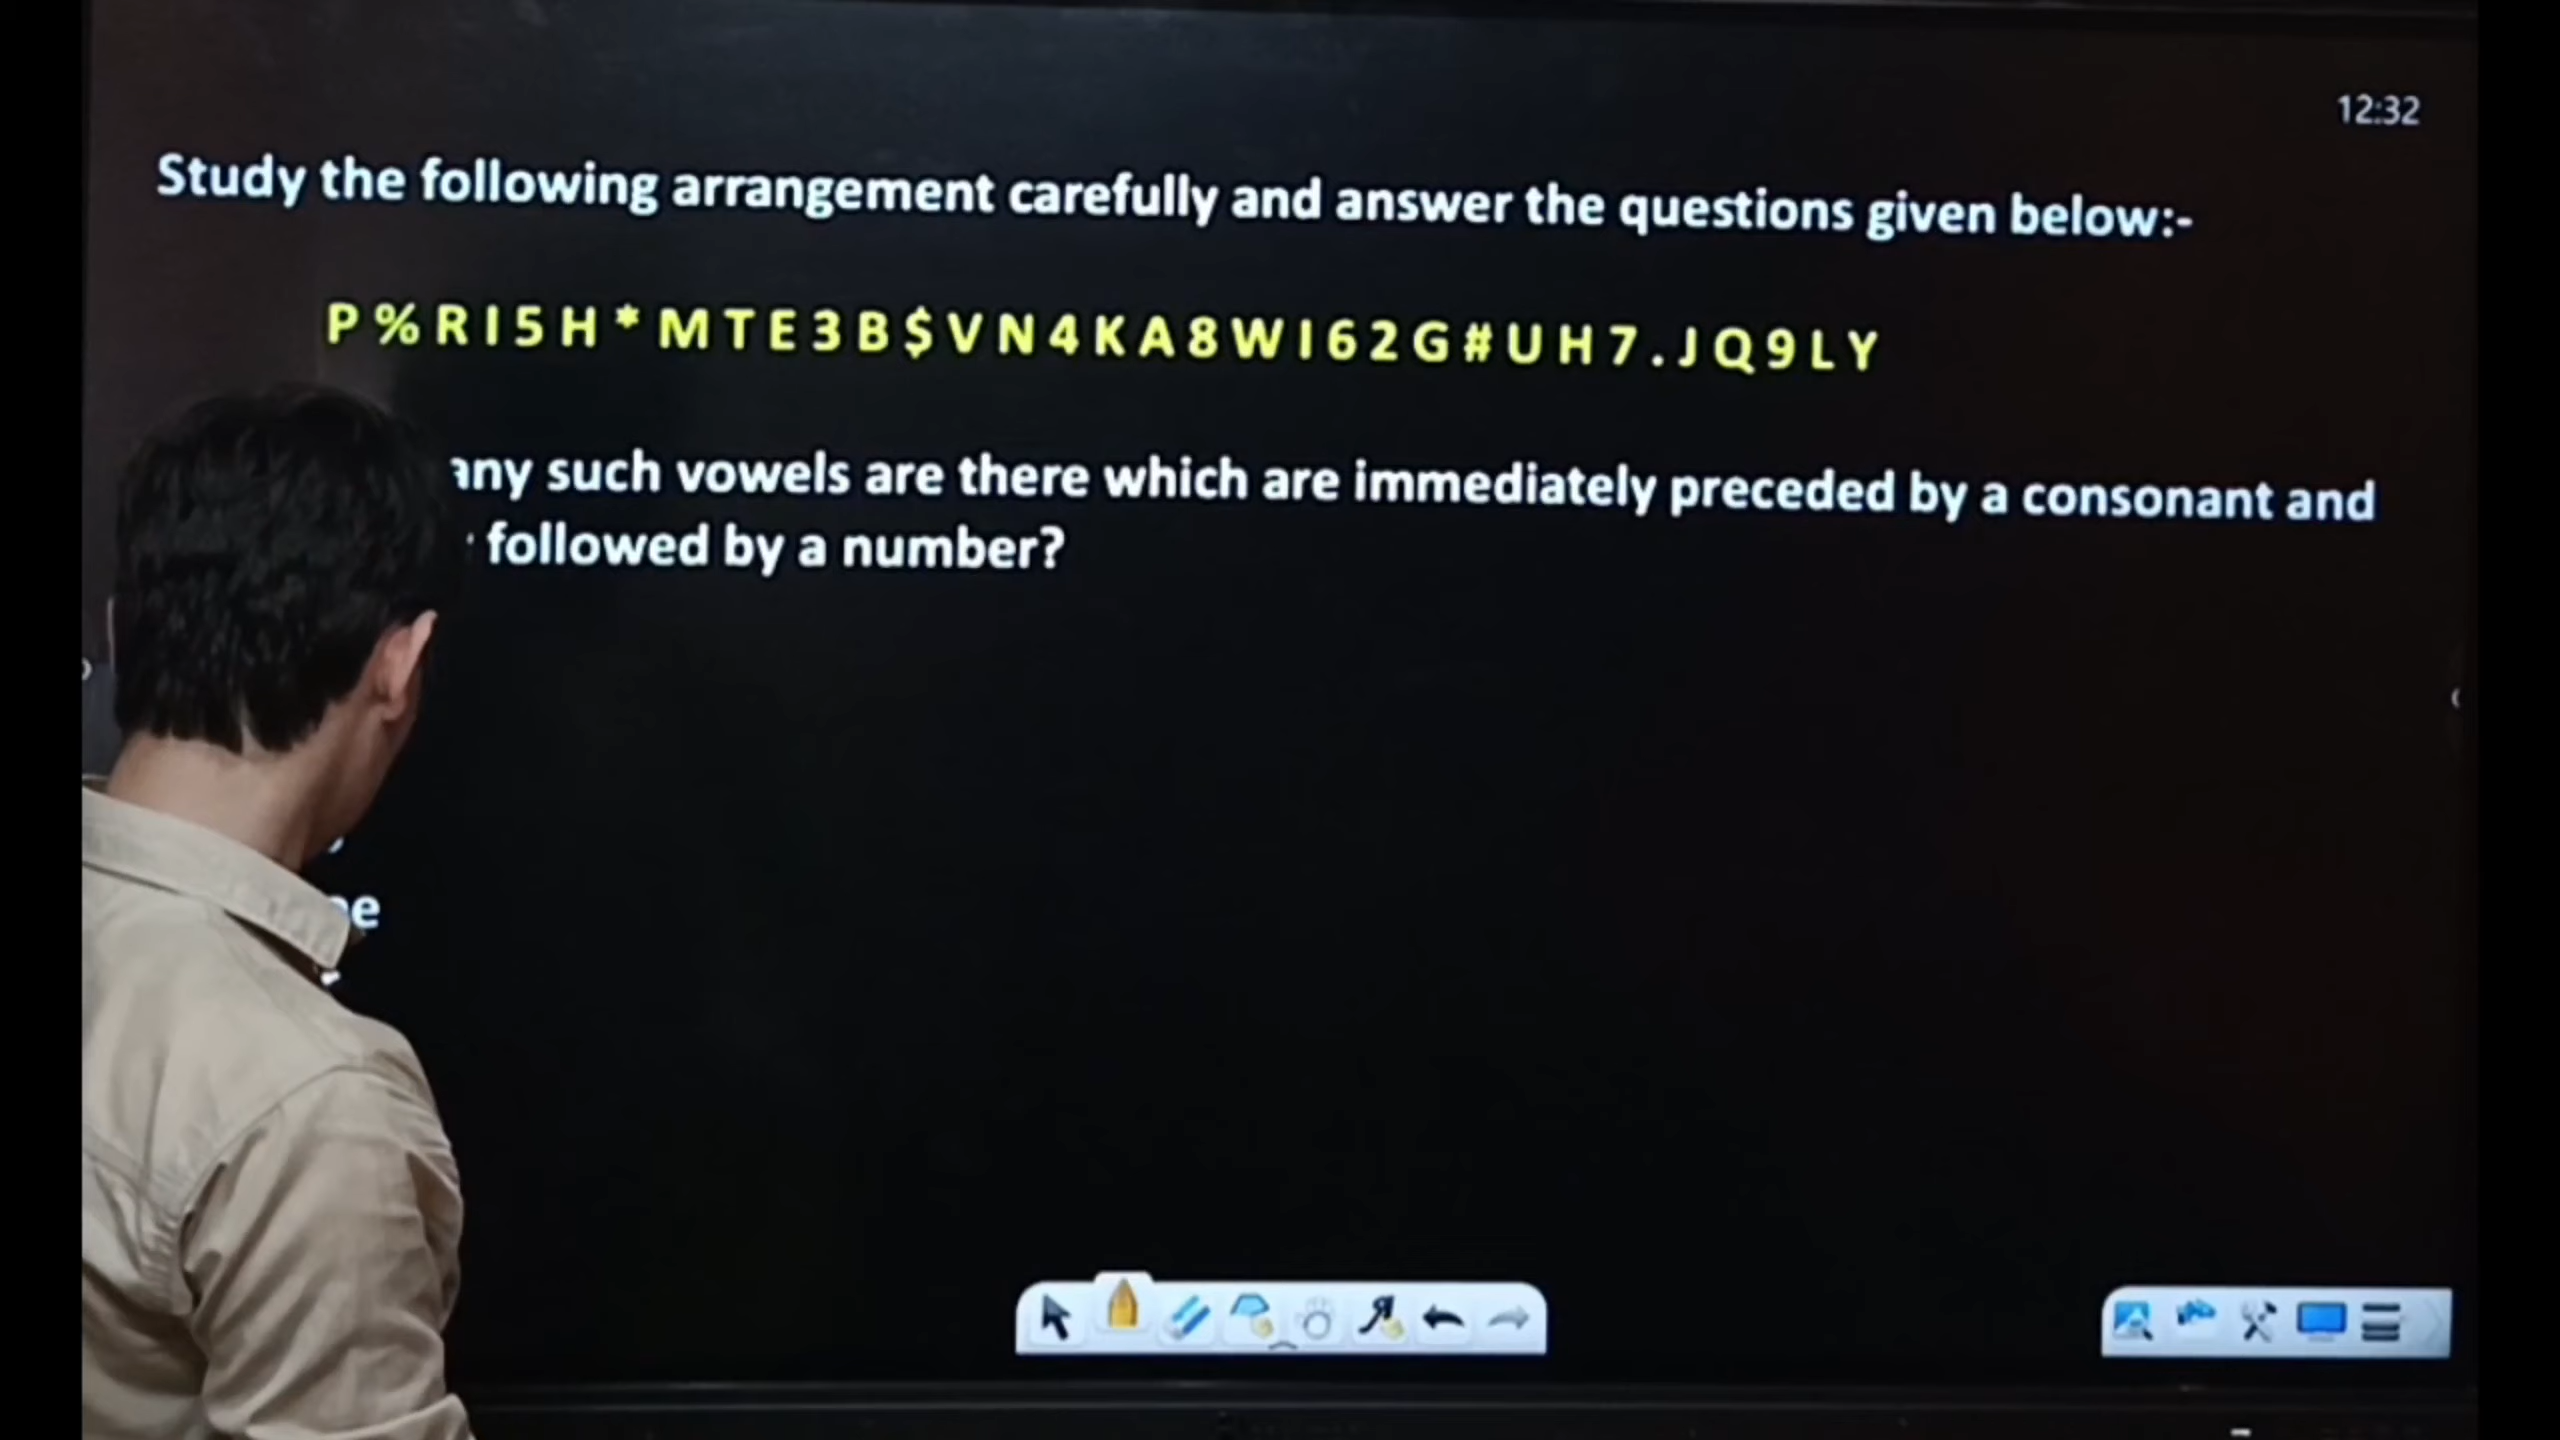 12:32
Study the following arrangement carefully and answer the questions given below:-
P % R I 5 H * M T E 3 B $ V N 4 K A 8 W I 6 2 G # U H 7 . J Q 9 L Y
such vowels are there which are immediately preceded by a consonant and
followed by a number?